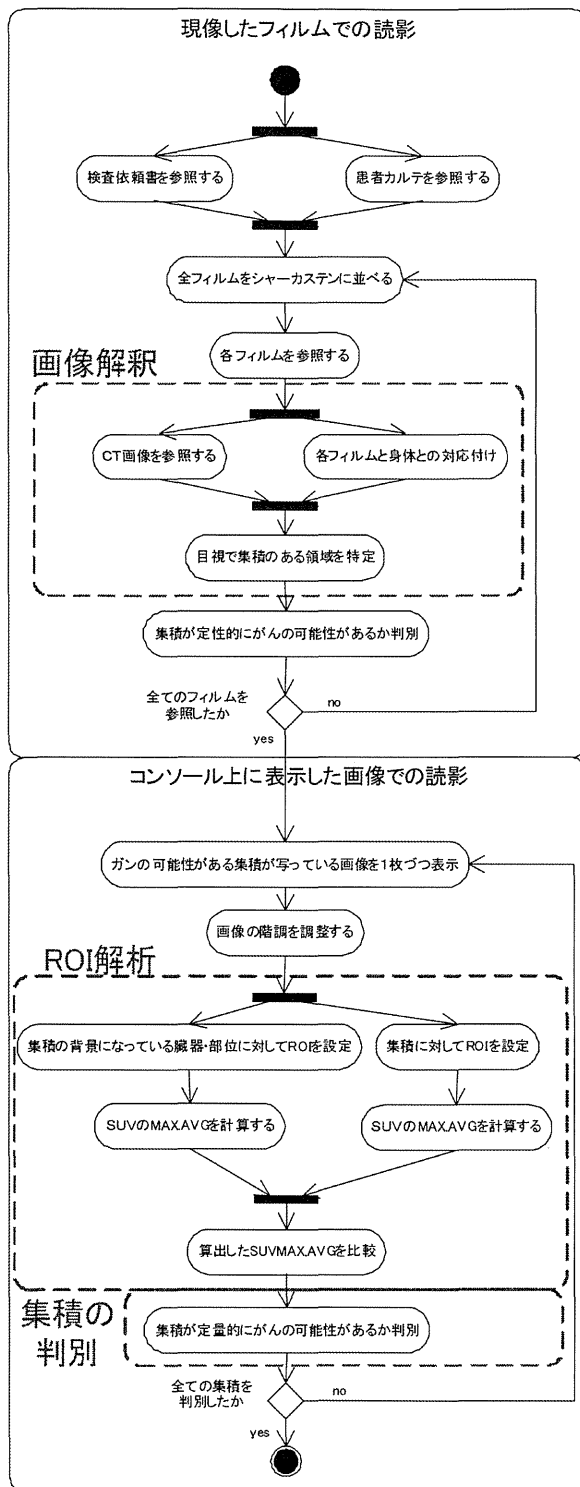 現像したフィルムでの読影
検査依頼書を参照する
患者カルテを参照する
全フィルムをシャーカステンに並べる
各フィルムを参照する
画像解釈
CT画像を参照する
各フィルムと身体との対応付け
目視で集積のある領域を特定
集積が定性的にがんの可能性があるか判別
全てのフィルムを
参照したか
no
yes
コンソール上に表示した画像での読影
ガンの可能性がある集積が写っている画像を1枚づつ表示
画像の階調を調整する
ROI解析
集積の背景になっている臓器・部位に対してROIを設定
集積に対してROIを設定
SUVのMAX,AVGを計算する
SUVのMAX,AVGを計算する
算出したSUVMAX,AVGを比較
集積の
判別
集積が定量的にがんの可能性があるか判別
全ての集積を
判別したか
no
yes